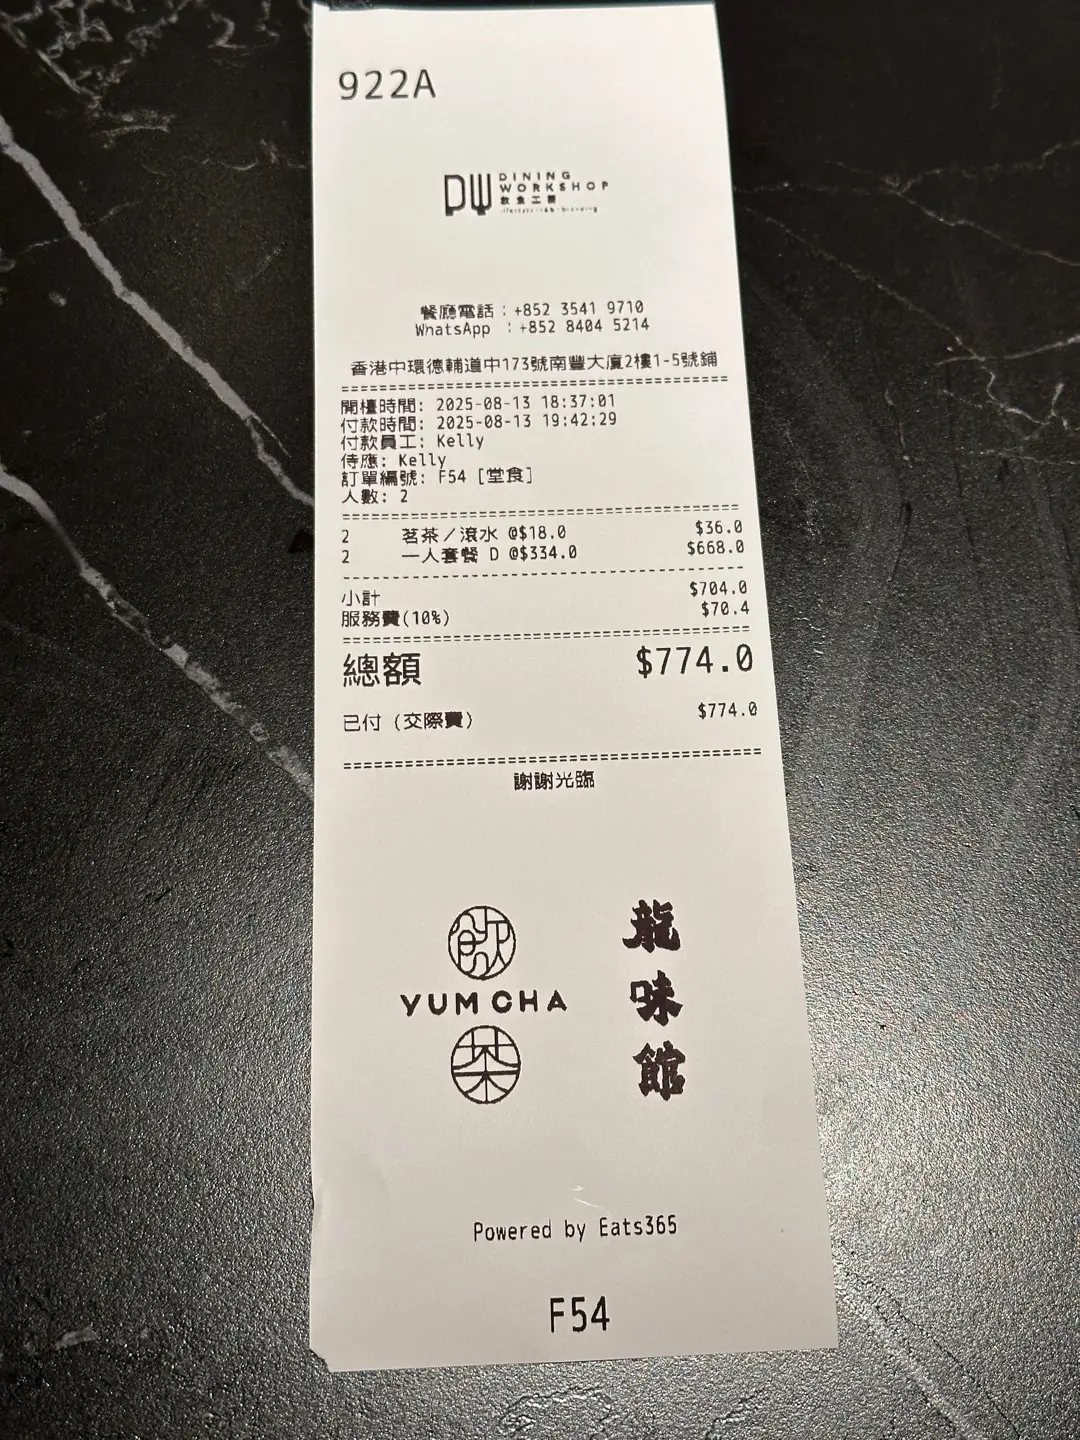 922A
DW DINING
WORKSHOP
飲食工房
餐廳電話：+852 3541 9710
WhatsApp ：+852 8404 5214
香港中環德輔道中173號南豐大廈2樓1-5號鋪
開檯時間: 2025-08-13 18:37:01
付款時間: 2025-08-13 19:42:29
付款員工: Kelly
侍應: Kelly
訂單編號: F54 [堂食]
人數: 2
2 茗茶／滾水 @$18.0 $36.0
2 一人套餐 D @$334.0 $668.0
小計 $704.0
服務費(10%) $70.4
總額 $774.0
已付 (交際費) $774.0
謝謝光臨
飲
YUM CHA
茶
龍味館
Powered by Eats365
F54